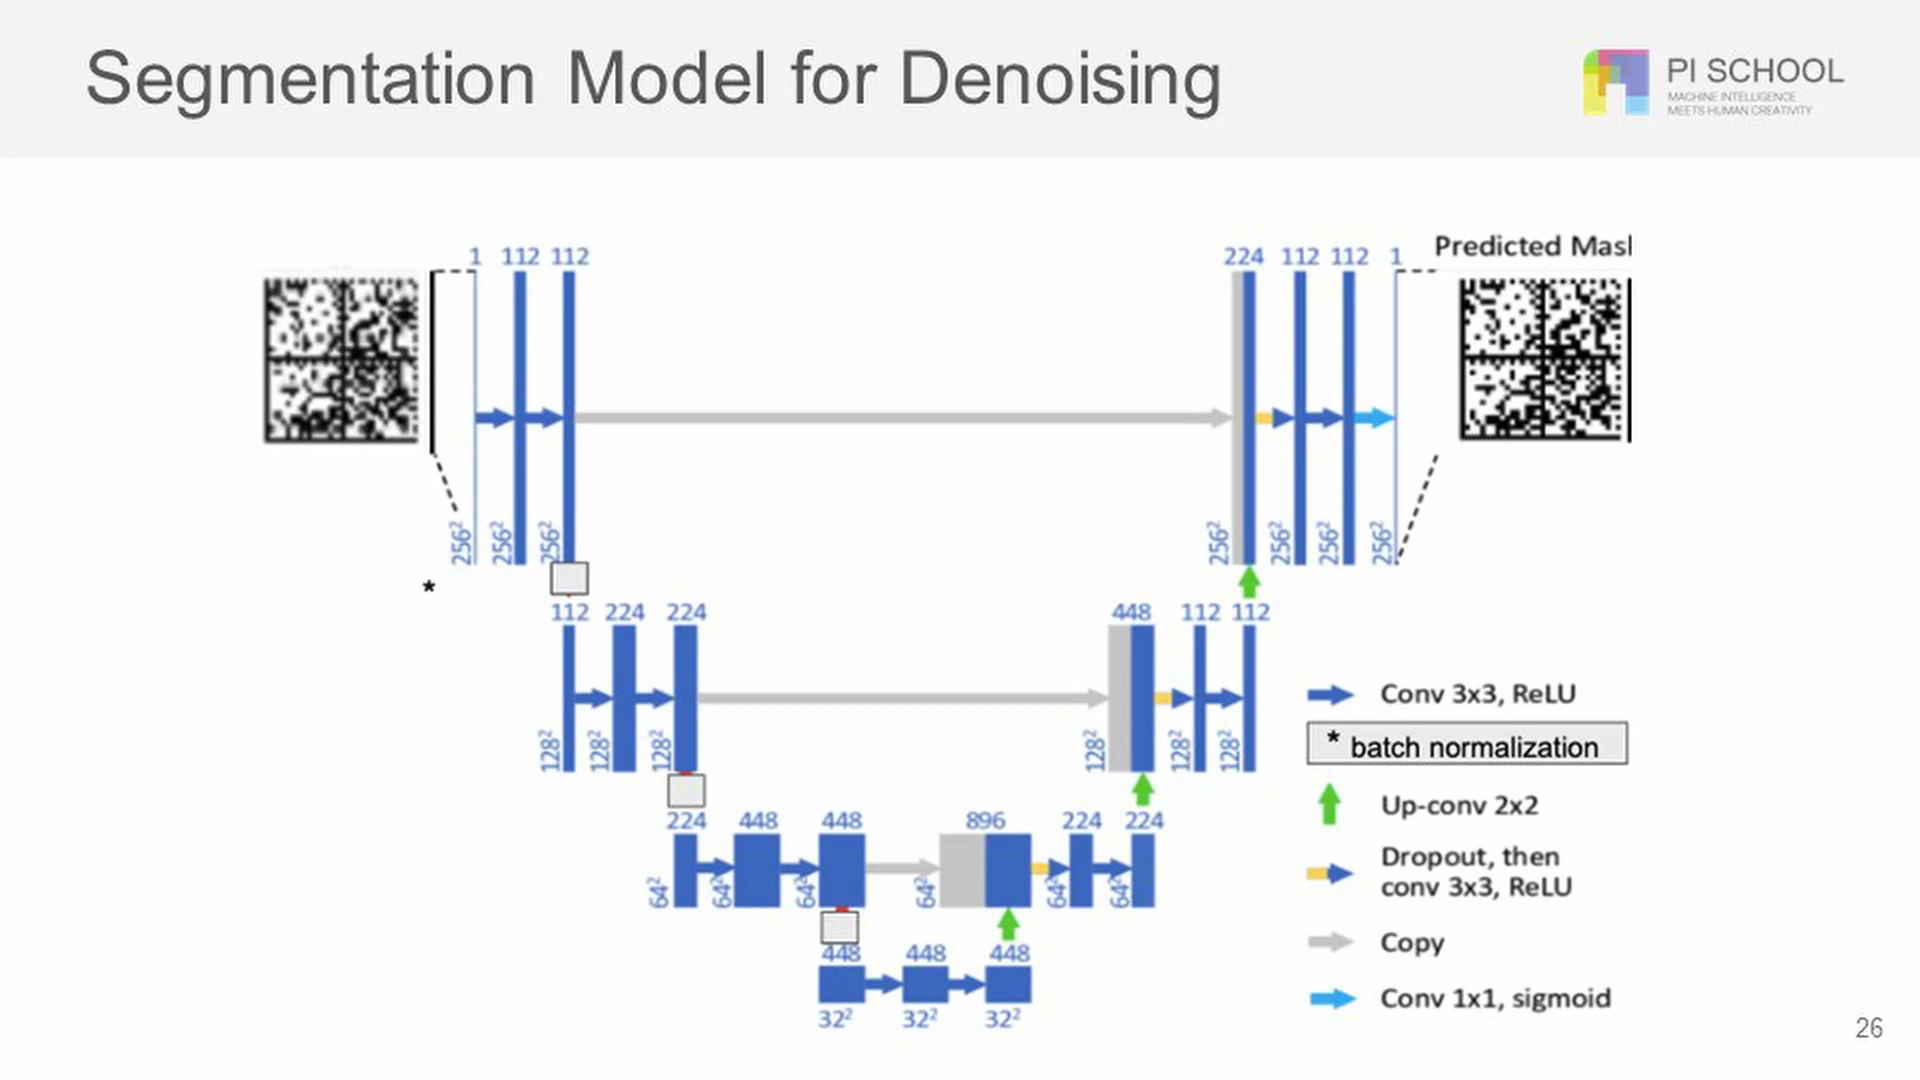 Segmentation Model for Denoising
PI SCHOOL
MACHINE INTELLIGENCE
MEETS HUMAN CREATIVITY
1 112 112
224 112 112 1
Predicted Mas
256² 256² 256²
256² 256² 256² 256²
*
112 224 224
448 112 112
128² 128² 128²
128² 128² 128²
224 448 448
896 224 224
64² 64² 64²
64² 64² 64²
448 448 448
32² 32² 32²
Conv 3x3, ReLU
* batch normalization
Up-conv 2x2
Dropout, then
conv 3x3, ReLU
Copy
Conv 1x1, sigmoid
26